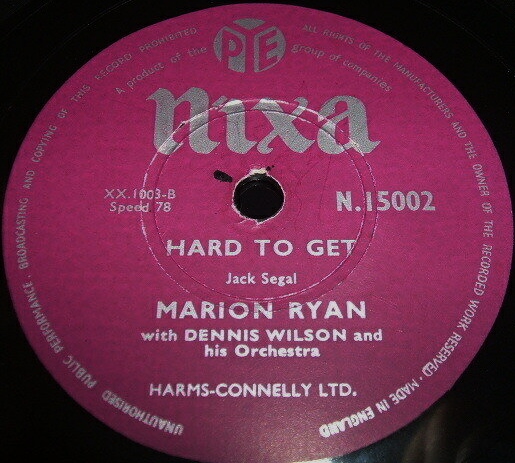 UNAUTHORISED PUBLIC PERFORMANCE · BROADCASTING AND COPYING OF THIS RECORD PROHIBITED
ALL RIGHTS OF THE MANUFACTURERS AND THE OWNER OF THE RECORDED WORK RESERVED · MADE IN ENGLAND
A product of the PYE group of companies
nixa
XX.1003-B
Speed 78
N.15002
HARD TO GET
Jack Segal
MARION RYAN
with DENNIS WILSON and
his Orchestra
HARMS-CONNELLY LTD.